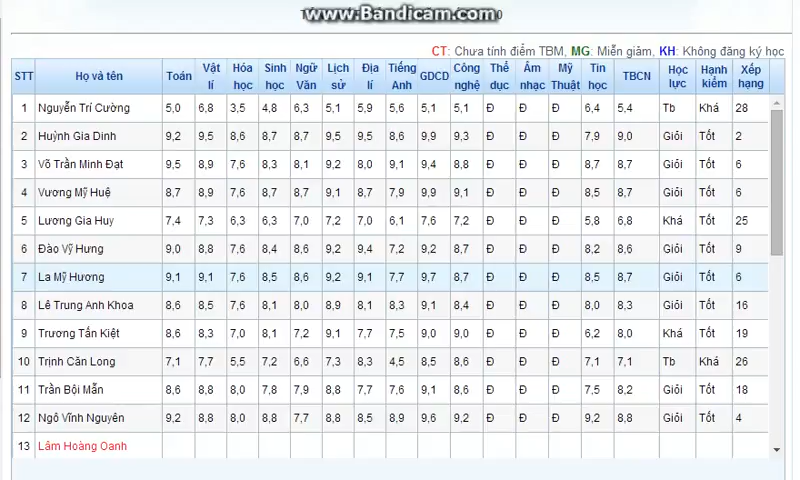 www.Bandicam.com
CT: Chưa tính điểm TBM, MG: Miễn giảm, KH: Không đăng ký học
STT Họ và tên Toán Vật lí Hóa học Sinh học Ngữ Văn Lịch sử Địa lí Tiếng Anh GDCD Công nghệ Thể dục Âm nhạc Mỹ Thuật Tin học TBCN Học lực Hạnh kiểm Xếp hạng
1 Nguyễn Trí Cường 5,0 6,8 3,5 4,8 6,3 5,1 5,9 5,6 5,1 5,1 Đ Đ Đ 6,4 5,4 Tb Khá 28
2 Huỳnh Gia Dinh 9,2 9,5 8,6 8,7 8,7 9,5 9,5 8,6 8,9 9,3 Đ Đ Đ 7,9 9,0 Giỏi Tốt 2
3 Võ Trần Minh Đạt 9,5 8,9 7,6 8,3 8,1 9,2 8,0 9,1 9,4 8,8 Đ Đ Đ 8,7 8,7 Giỏi Tốt 6
4 Vương Mỹ Huệ 8,7 8,9 7,6 8,7 8,7 9,1 8,7 7,9 9,9 9,1 Đ Đ Đ 8,5 8,7 Giỏi Tốt 6
5 Lương Gia Huy 7,4 7,3 6,3 6,3 7,0 7,2 7,0 6,1 7,6 7,2 Đ Đ Đ 5,8 6,8 Khá Tốt 25
6 Đào Vỹ Hưng 9,0 8,8 7,6 8,4 8,6 9,2 9,4 7,2 9,2 8,7 Đ Đ Đ 8,2 8,6 Giỏi Tốt 9
7 La Mỹ Hương 9,1 9,1 7,6 8,5 8,6 9,2 9,1 7,7 9,7 8,7 Đ Đ Đ 8,5 8,7 Giỏi Tốt 6
8 Lê Trung Anh Khoa 8,6 8,5 7,6 8,1 8,0 8,9 8,1 8,3 9,1 8,4 Đ Đ Đ 8,0 8,3 Giỏi Tốt 16
9 Trương Tấn Kiệt 8,6 8,3 7,0 8,1 7,2 9,1 7,7 7,5 9,0 9,0 Đ Đ Đ 6,2 8,0 Khá Tốt 19
10 Trịnh Căn Long 7,1 7,7 5,5 7,2 6,6 7,3 8,3 4,5 8,5 8,6 Đ Đ Đ 7,1 7,1 Tb Khá 26
11 Trần Bội Mẫn 8,6 8,8 8,0 7,8 7,9 8,8 7,7 7,6 9,1 8,6 Đ Đ Đ 7,5 8,2 Giỏi Tốt 18
12 Ngô Vĩnh Nguyên 9,2 8,8 8,0 8,8 7,7 8,8 8,5 8,9 9,6 9,2 Đ Đ Đ 9,2 8,8 Giỏi Tốt 4
13 Lâm Hoàng Oanh